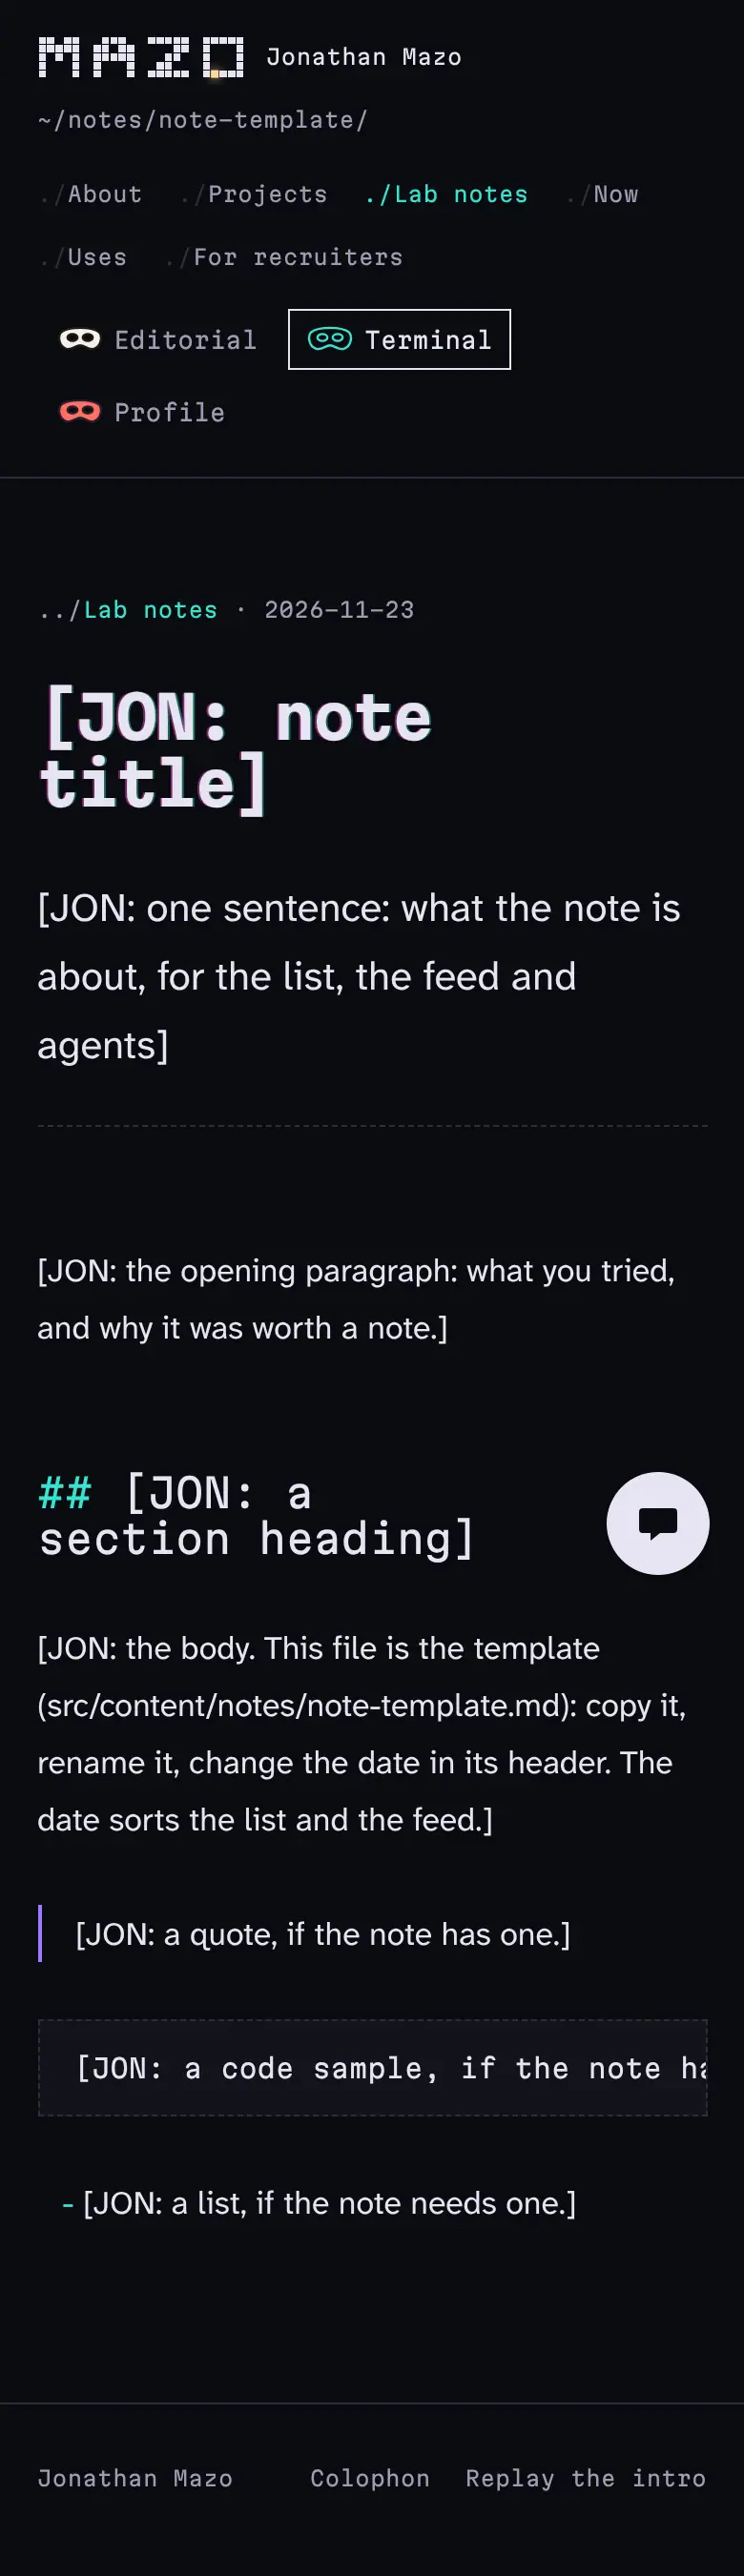 MAZO Jonathan Mazo
~/notes/note-template/
./About ./Projects ./Lab notes ./Now
./Uses ./For recruiters
Editorial Terminal
Profile
../Lab notes · 2026-11-23
[JON: note
title]
[JON: one sentence: what the note is
about, for the list, the feed and
agents]
[JON: the opening paragraph: what you tried,
and why it was worth a note.]
## [JON: a
section heading]
[JON: the body. This file is the template
(src/content/notes/note-template.md): copy it,
rename it, change the date in its header. The
date sorts the list and the feed.]
[JON: a quote, if the note has one.]
[JON: a code sample, if the note ha
- [JON: a list, if the note needs one.]
Jonathan Mazo Colophon Replay the intro